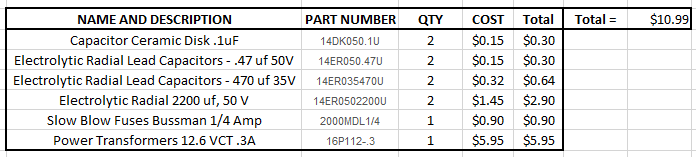 NAME AND DESCRIPTION PART NUMBER QTY COST Total Total = $10.99
Capacitor Ceramic Disk .1uF 14DK050.1U 2 $0.15 $0.30
Electrolytic Radial Lead Capacitors - .47 uf 50V 14ER050.47U 2 $0.15 $0.30
Electrolytic Radial Lead Capacitors - 470 uf 35V 14ER035470U 2 $0.32 $0.64
Electrolytic Radial 2200 uf, 50 V 14ER0502200U 2 $1.45 $2.90
Slow Blow Fuses Bussman 1/4 Amp 2000MDL1/4 1 $0.90 $0.90
Power Transformers 12.6 VCT .3A 16P112-.3 1 $5.95 $5.95